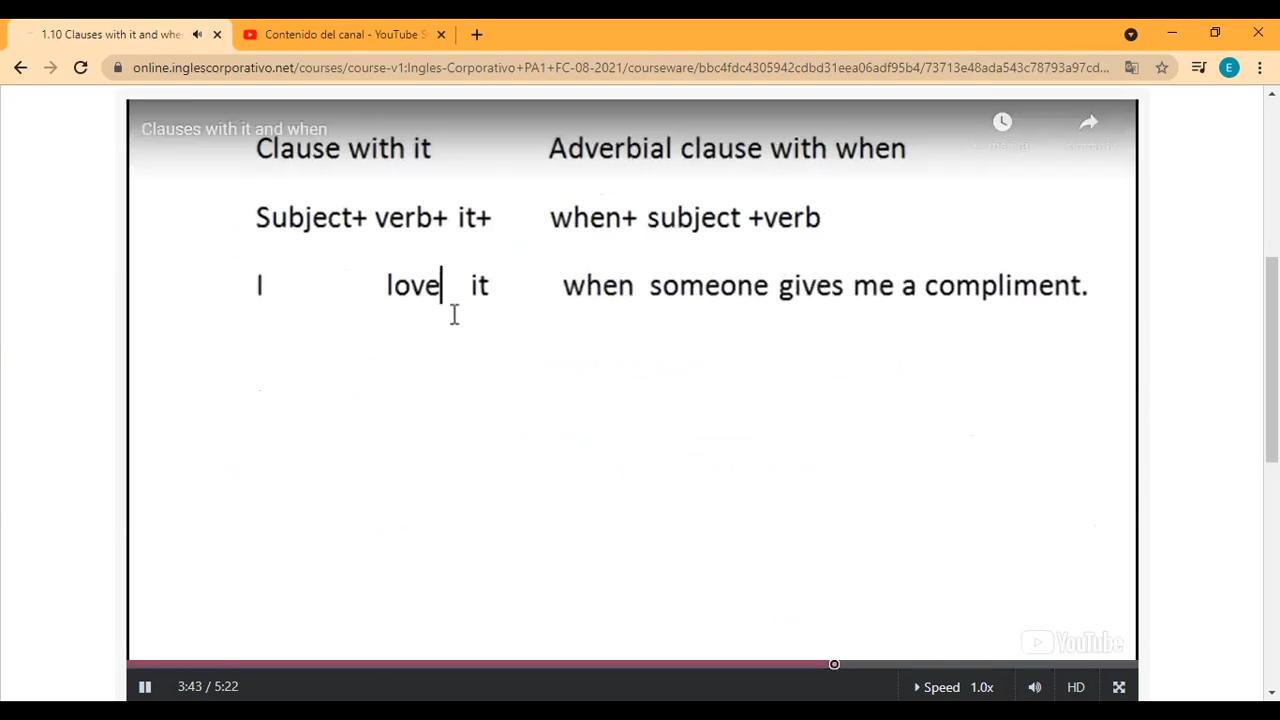 1.10 Clauses with it and whe
Contenido del canal - YouTube S
online.inglescorporativo.net/courses/course-v1:Ingles-Corporativo+PA1+FC-08-2021/courseware/bbc4fdc4305942cdbd31eea06adf95b4/73713e48ada543c78793a97cd...
E
Clauses with it and when
Clause with it Adverbial clause with when
Subject+ verb+ it+ when+ subject +verb
I love it when someone gives me a compliment.
YouTube
3:43 / 5:22 Speed 1.0x HD